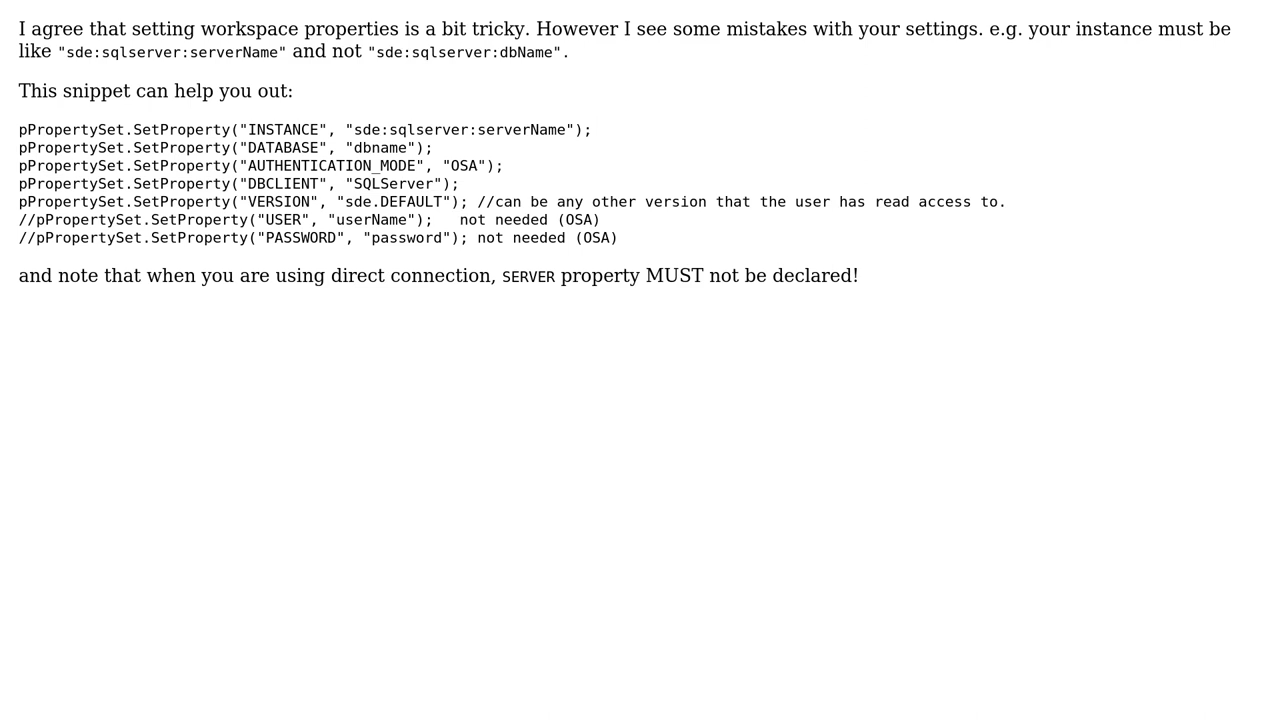 I agree that setting workspace properties is a bit tricky. However I see some mistakes with your settings. e.g. your instance must be
like "sde:sqlserver:serverName" and not "sde:sqlserver:dbName".
This snippet can help you out:
pPropertySet.SetProperty("INSTANCE", "sde:sqlserver:serverName");
pPropertySet.SetProperty("DATABASE", "dbname");
pPropertySet.SetProperty("AUTHENTICATION_MODE", "OSA");
pPropertySet.SetProperty("DBCLIENT", "SQLServer");
pPropertySet.SetProperty("VERSION", "sde.DEFAULT"); //can be any other version that the user has read access to.
//pPropertySet.SetProperty("USER", "userName");   not needed (OSA)
//pPropertySet.SetProperty("PASSWORD", "password"); not needed (OSA)
and note that when you are using direct connection, SERVER property MUST not be declared!